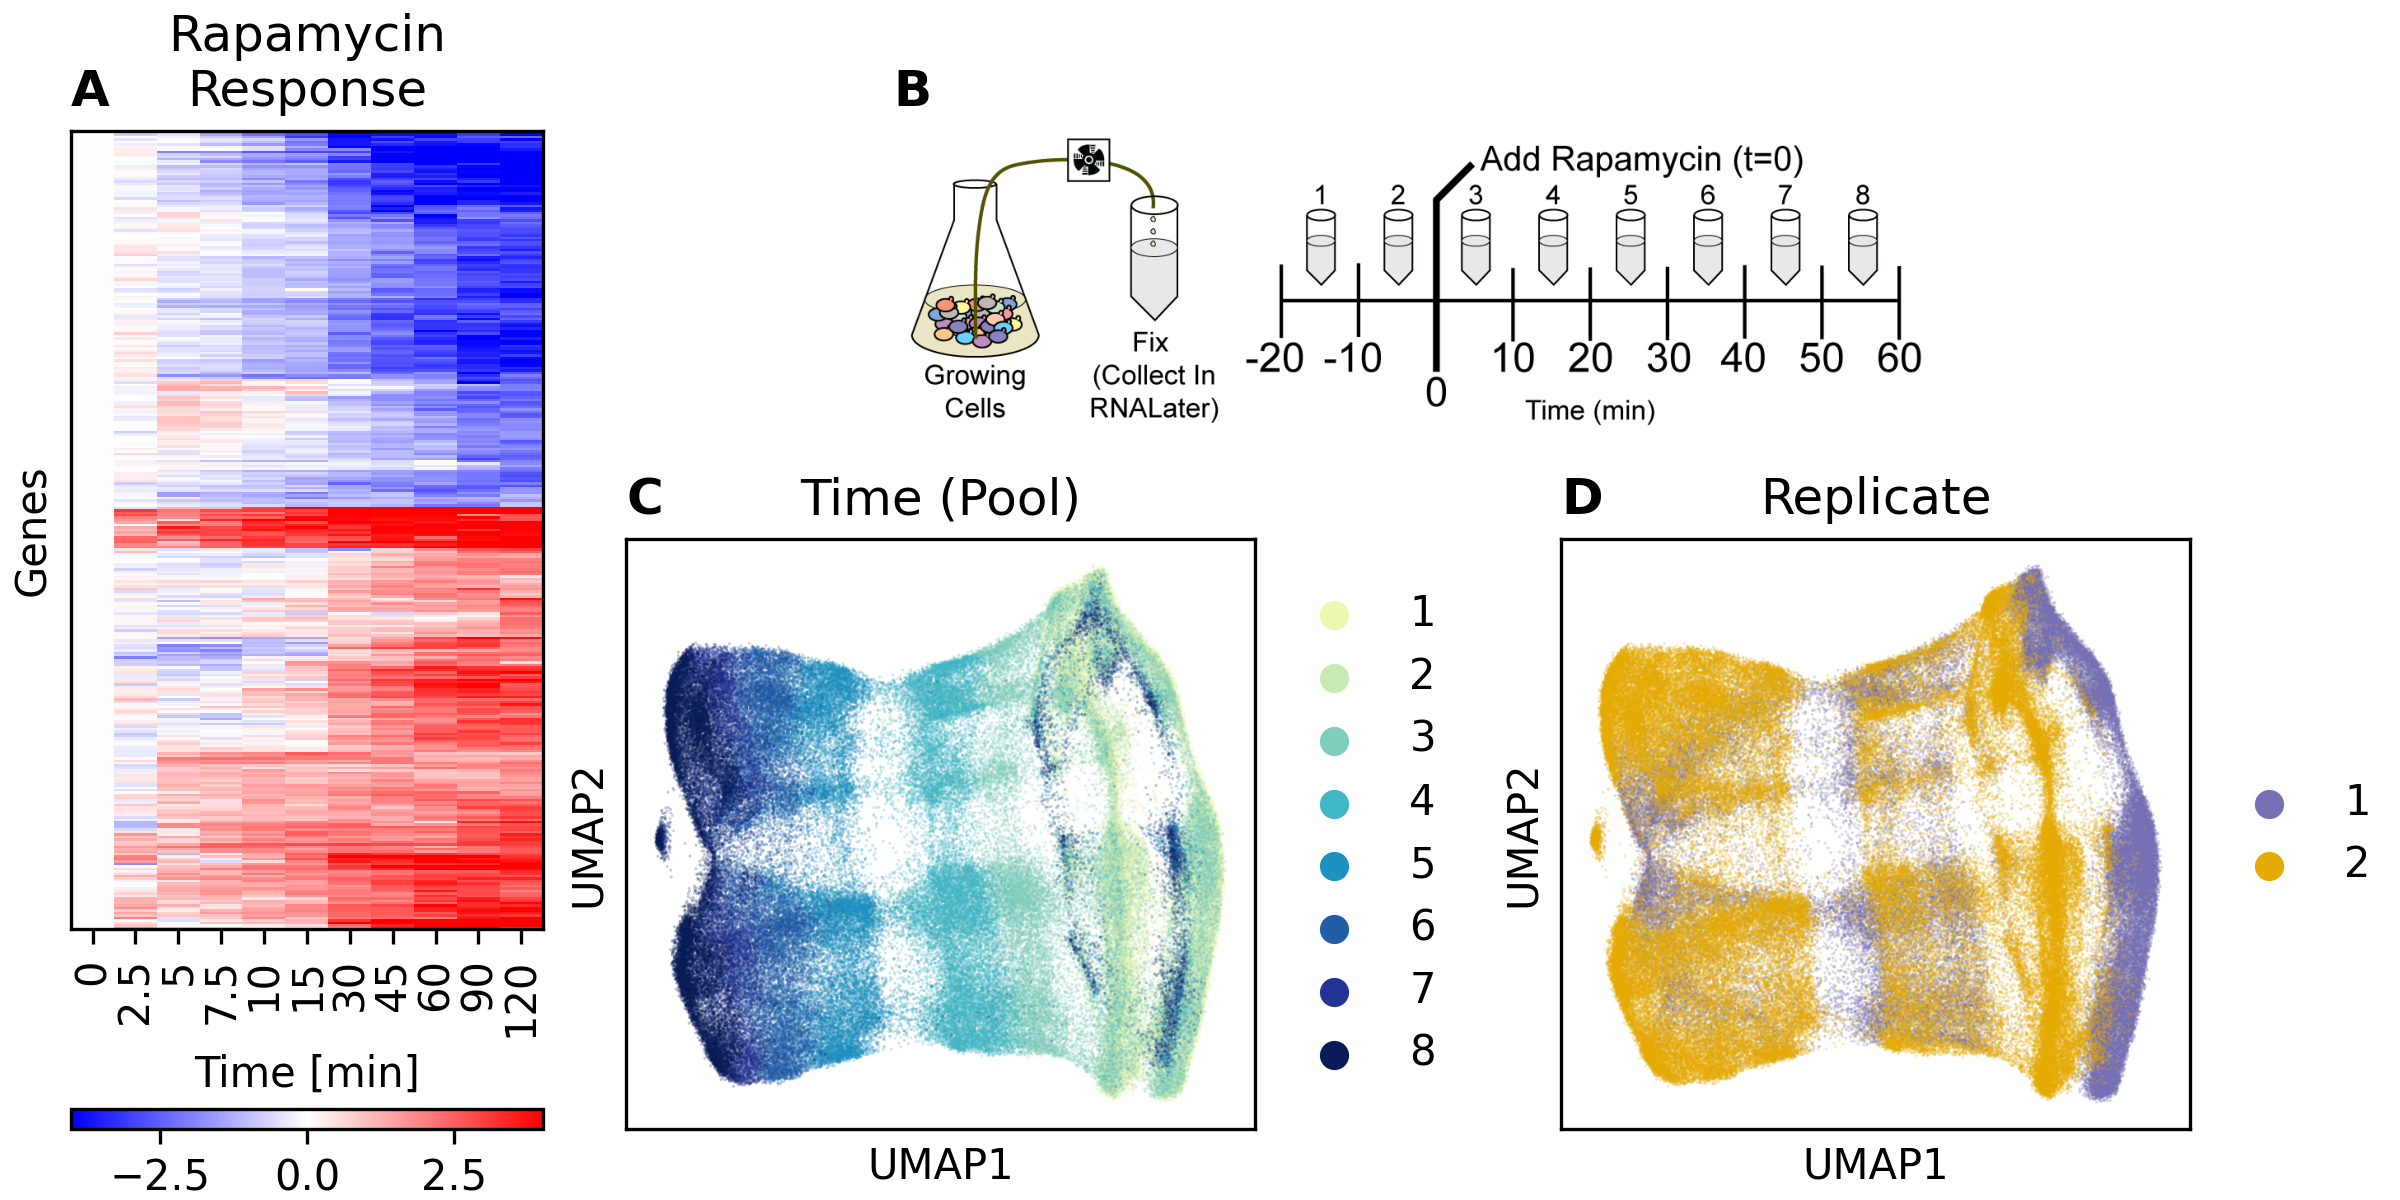 A
Rapamycin
Response
Genes
0
2.5
5
7.5
10
15
30
45
60
90
120
Time [min]
−2.5
0.0
2.5
B
Growing
Cells
Fix
(Collect In
RNALater)
Add Rapamycin (t=0)
1 2 3 4 5 6 7 8
-20 -10 0 10 20 30 40 50 60
Time (min)
C
Time (Pool)
UMAP2
UMAP1
1
2
3
4
5
6
7
8
D
Replicate
UMAP2
UMAP1
1
2